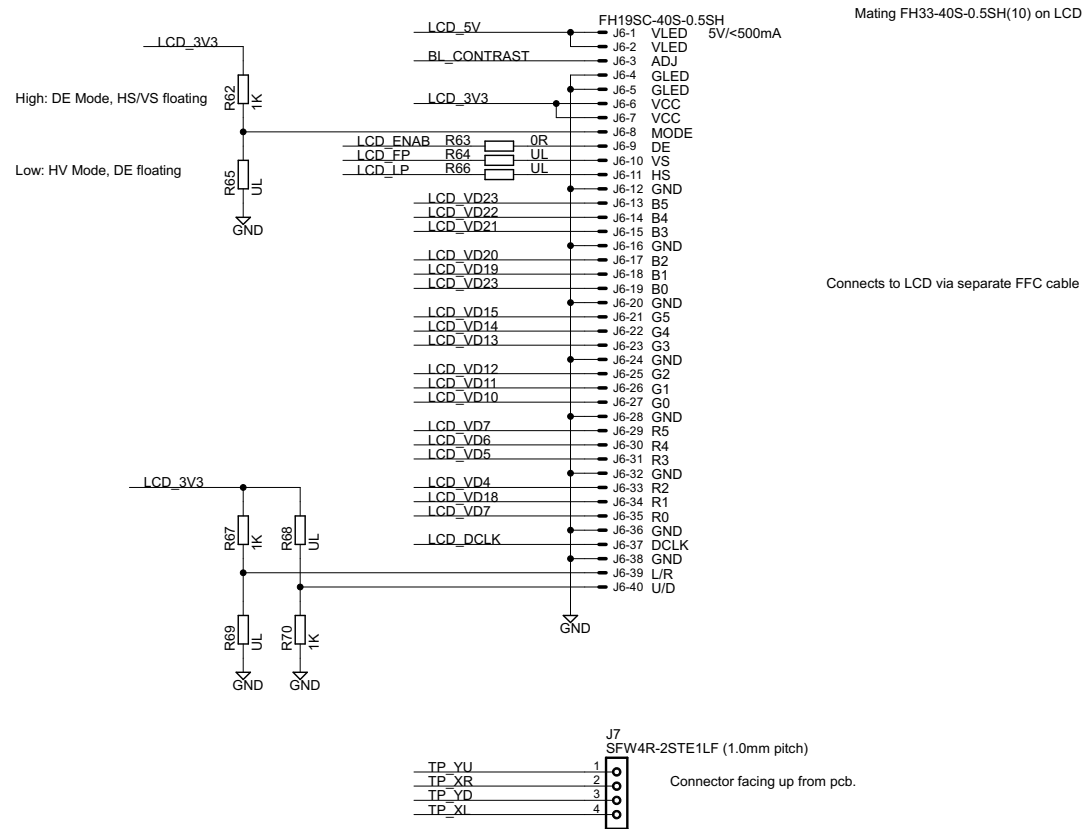 Mating FH33-40S-0.5SH(10) on LCD
FH19SC-40S-0.5SH
LCD_5V J6-1 VLED 5V/<500mA
J6-2 VLED
LCD_3V3
BL_CONTRAST J6-3 ADJ
J6-4 GLED
R62 1K
High: DE Mode, HS/VS floating
J6-5 GLED
LCD_3V3 J6-6 VCC
J6-7 VCC
J6-8 MODE
LCD_ENAB R63 0R J6-9 DE
LCD_FP R64 UL J6-10 VS
Low: HV Mode, DE floating
LCD_LP R66 UL J6-11 HS
R65 UL
J6-12 GND
LCD_VD23 J6-13 B5
LCD_VD22 J6-14 B4
GND
LCD_VD21 J6-15 B3
J6-16 GND
LCD_VD20 J6-17 B2
LCD_VD19 J6-18 B1
Connects to LCD via separate FFC cable
LCD_VD23 J6-19 B0
J6-20 GND
LCD_VD15 J6-21 G5
LCD_VD14 J6-22 G4
LCD_VD13 J6-23 G3
J6-24 GND
LCD_VD12 J6-25 G2
LCD_VD11 J6-26 G1
LCD_VD10 J6-27 G0
J6-28 GND
LCD_VD7 J6-29 R5
LCD_VD6 J6-30 R4
LCD_VD5 J6-31 R3
J6-32 GND
LCD_3V3
LCD_VD4 J6-33 R2
LCD_VD18 J6-34 R1
LCD_VD7 J6-35 R0
J6-36 GND
R67 1K R68 UL
LCD_DCLK J6-37 DCLK
J6-38 GND
J6-39 L/R
J6-40 U/D
R69 UL R70 1K
GND
GND GND
J7
SFW4R-2STE1LF (1.0mm pitch)
TP_YU 1
TP_XR 2
Connector facing up from pcb.
TP_YD 3
TP_XL 4